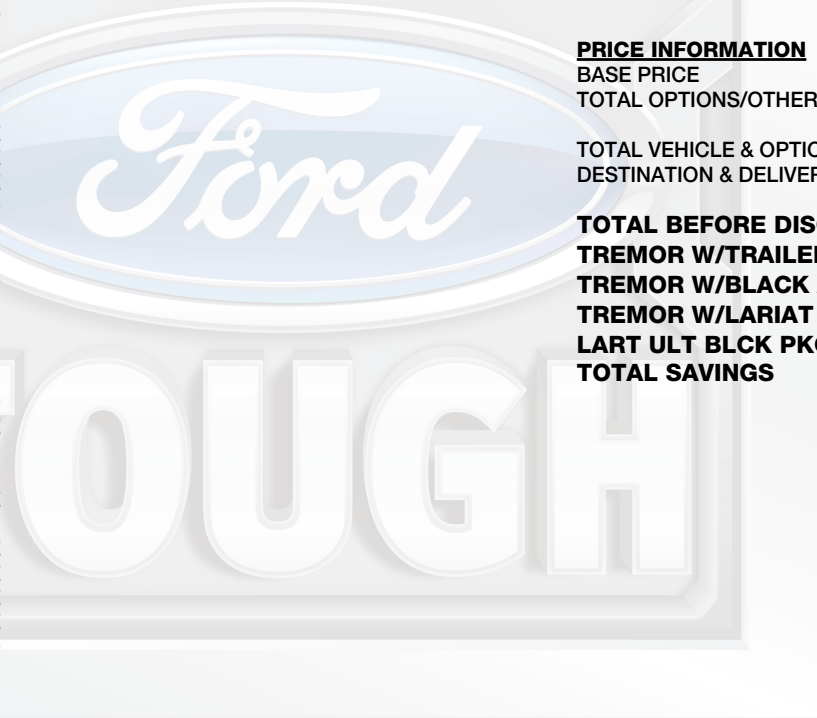 Ford
TOUGH
PRICE INFORMATION
BASE PRICE
TOTAL OPTIONS/OTHER
TOTAL VEHICLE & OPTIO
DESTINATION & DELIVER
TOTAL BEFORE DIS
TREMOR W/TRAILE
TREMOR W/BLACK
TREMOR W/LARIAT
LART ULT BLCK PK
TOTAL SAVINGS